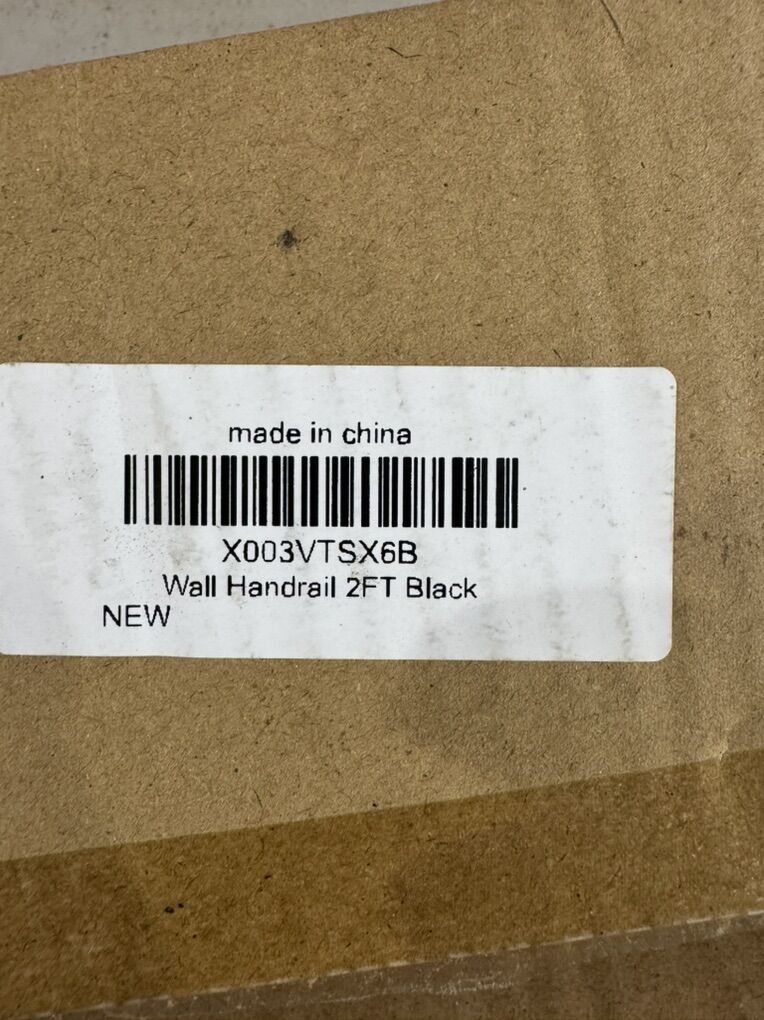 made in china
X003VTSX6B
Wall Handrail 2FT Black
NEW